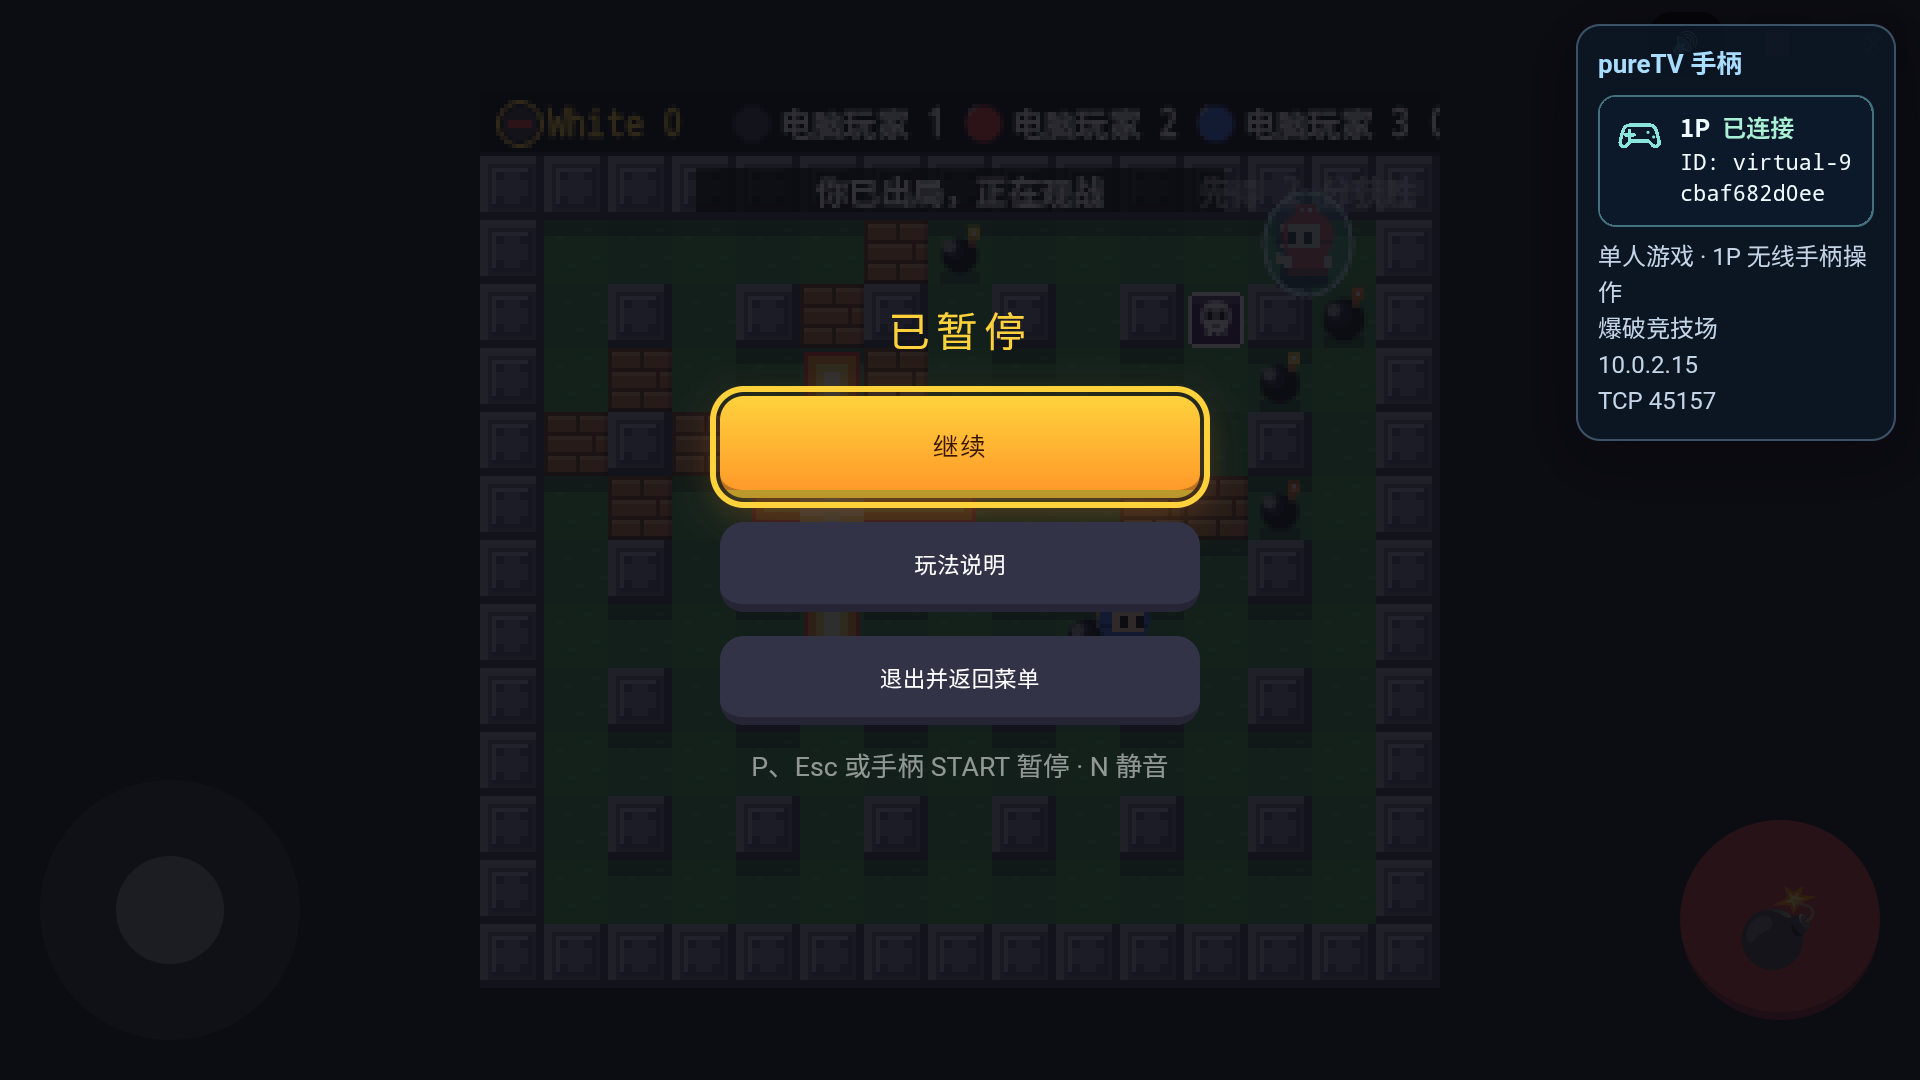 White 0 电脑玩家 1 电脑玩家 2 电脑玩家 3 0
你已出局，正在观战
已暂停
继续
玩法说明
退出并返回菜单
P、Esc 或手柄 START 暂停 · N 静音
pureTV 手柄
1P 已连接
ID: virtual-9
cbaf682d0ee
单人游戏 · 1P 无线手柄操
作
爆破竞技场
10.0.2.15
TCP 45157